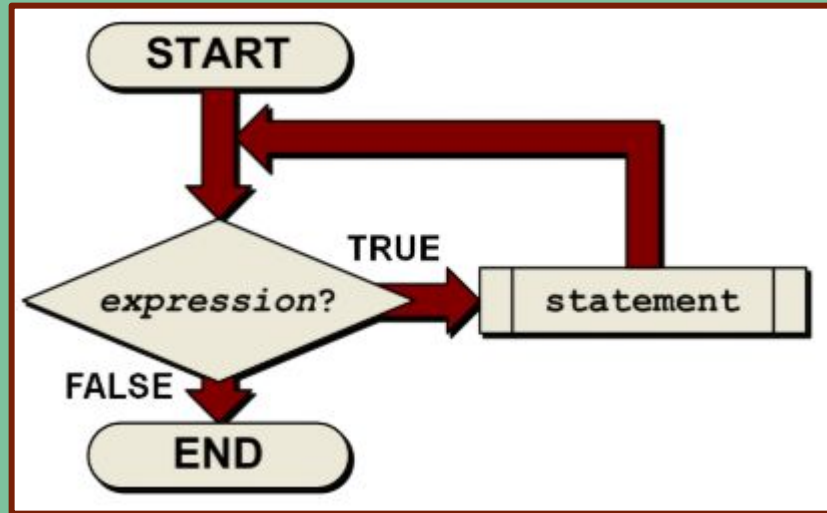 START
TRUE
expression?
statement
FALSE
END